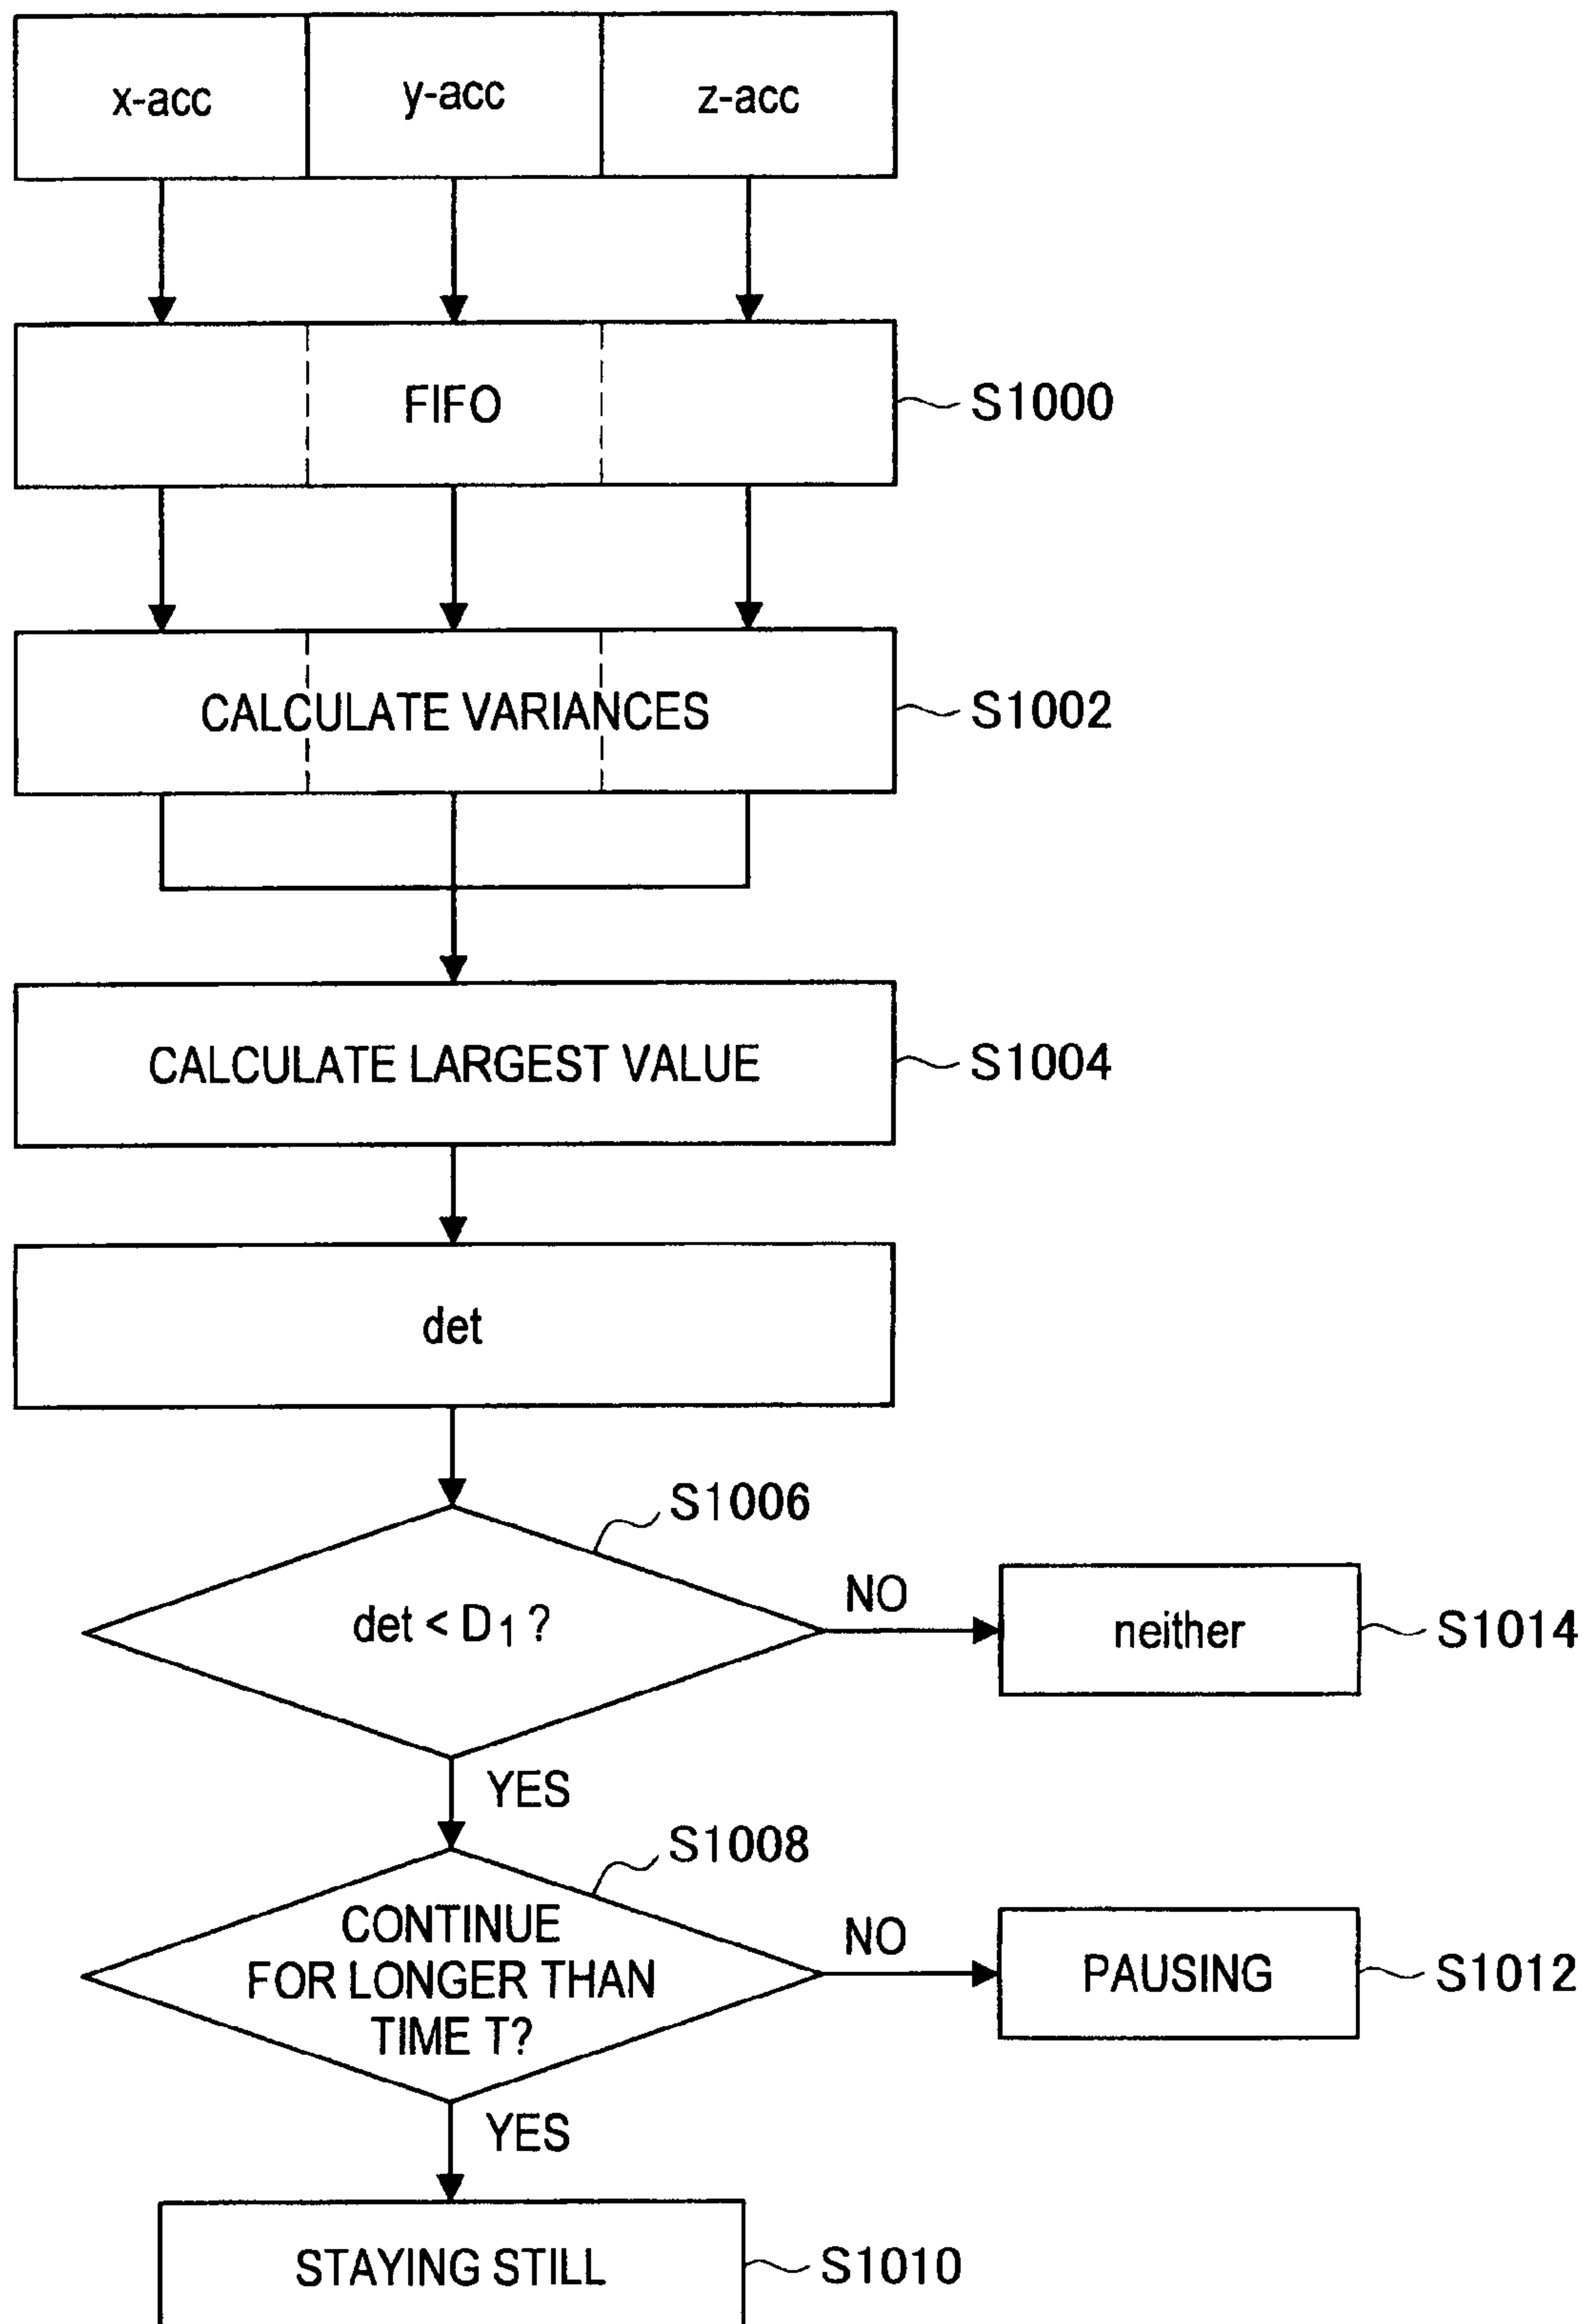 x-acc y-acc z-acc
FIFO
S1000
CALCULATE VARIANCES
S1002
CALCULATE LARGEST VALUE
S1004
det
S1006
det < D1 ?
NO
neither
S1014
YES
S1008
CONTINUE
FOR LONGER THAN
TIME T?
NO
PAUSING
S1012
YES
STAYING STILL
S1010